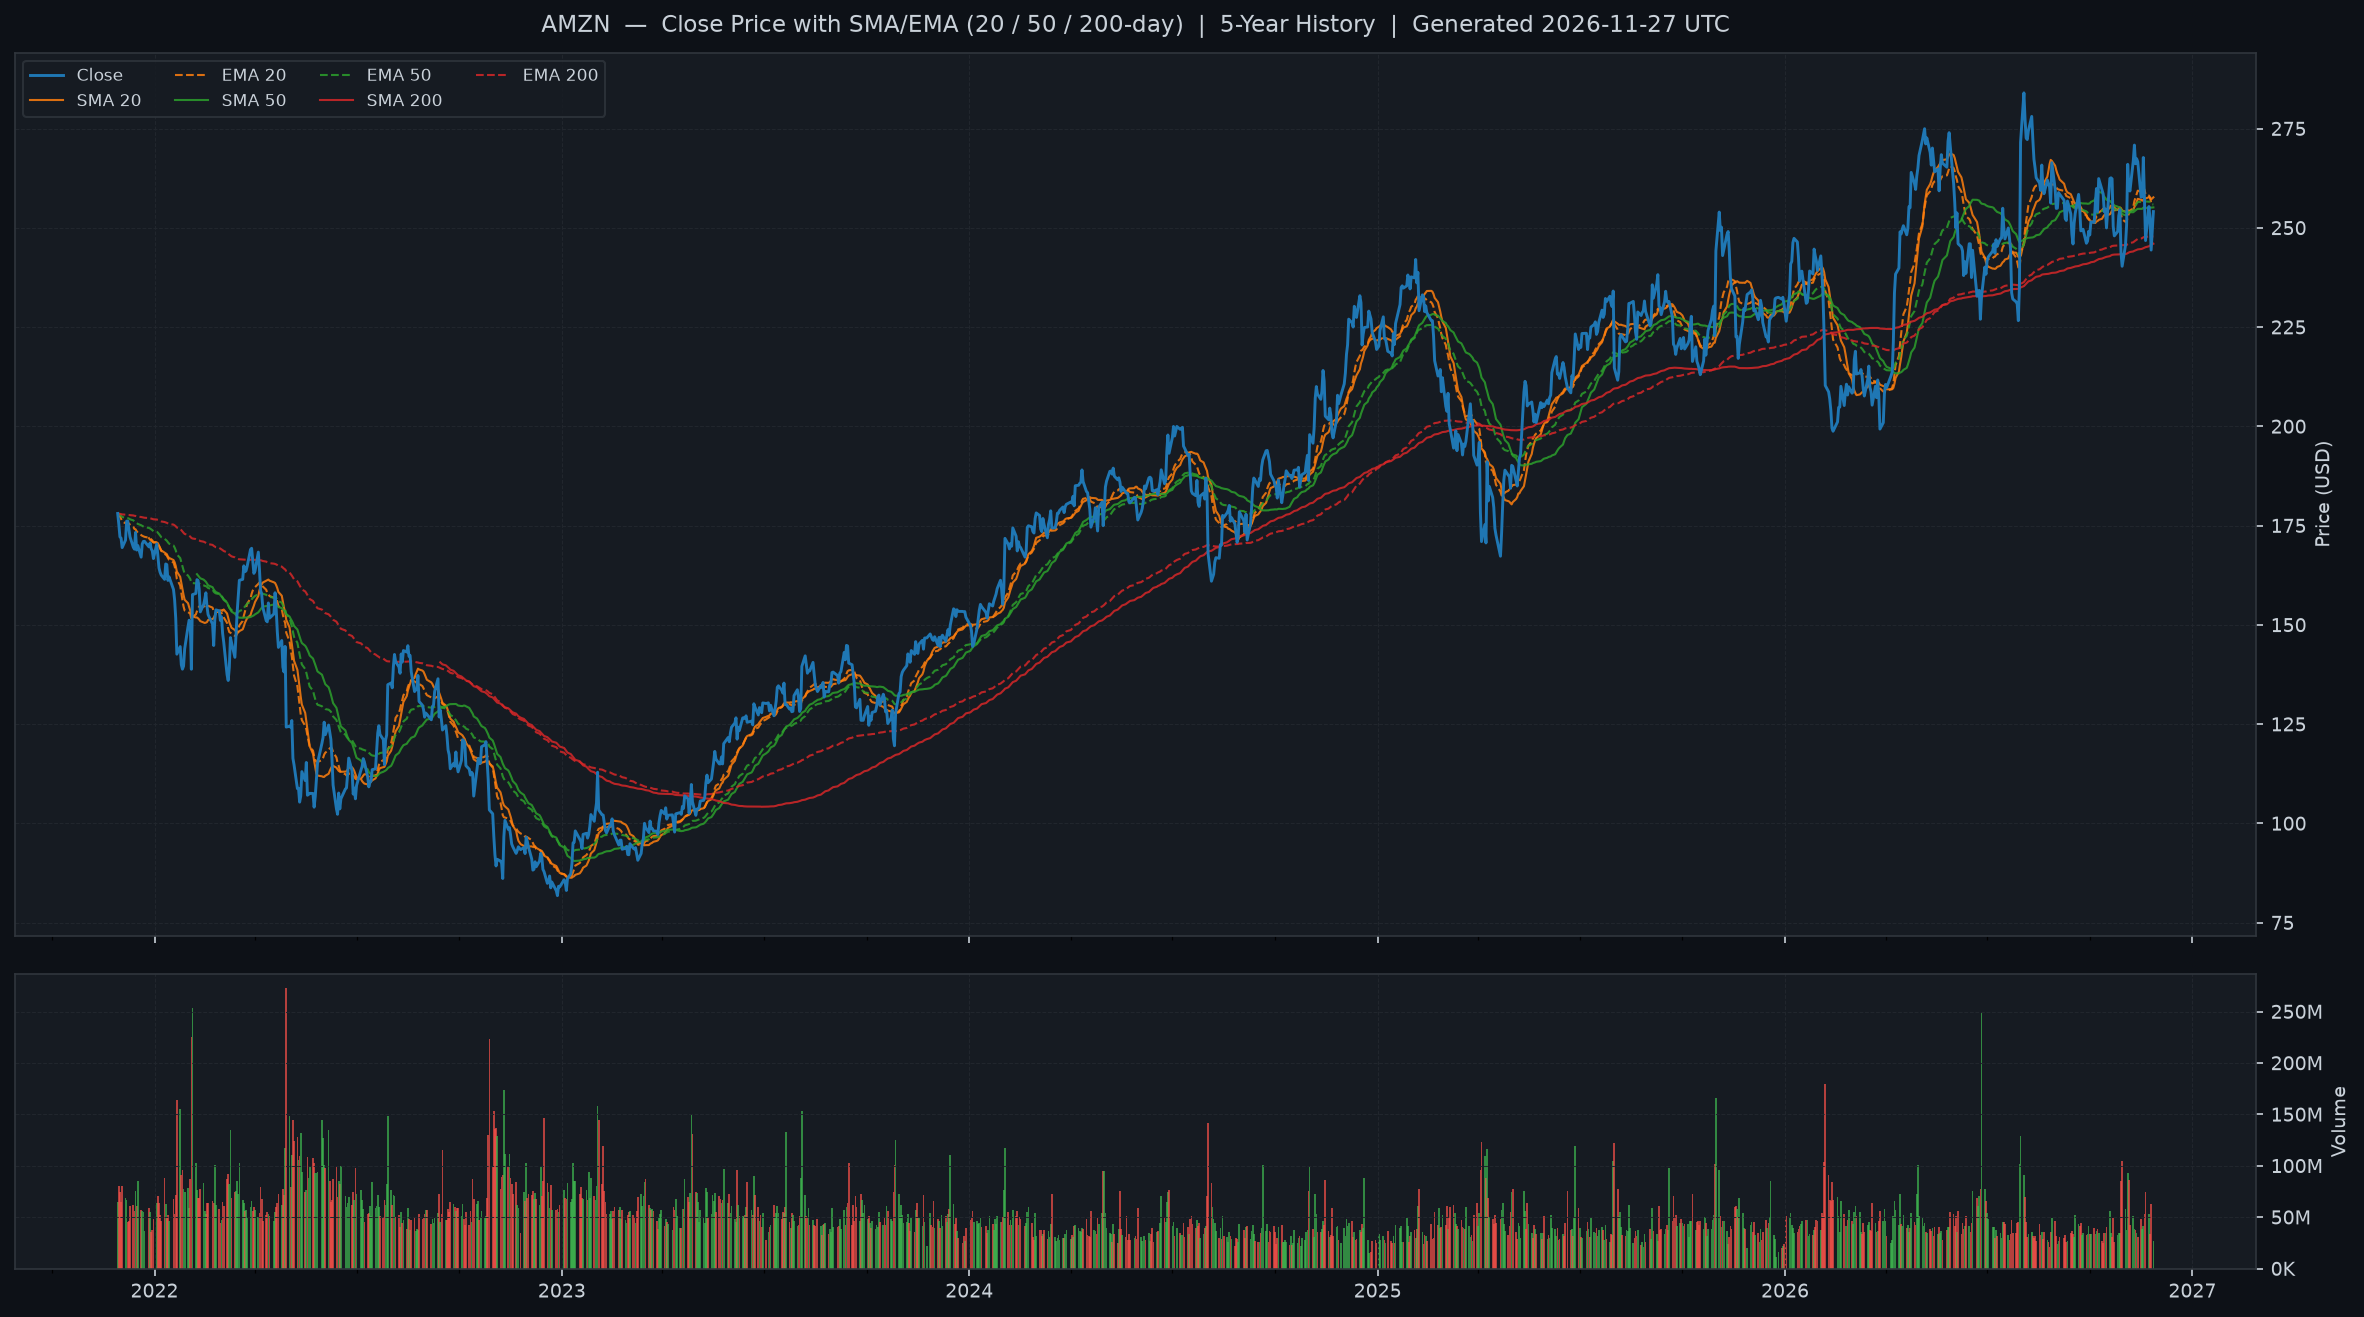 AMZN — Close Price with SMA/EMA (20 / 50 / 200-day) | 5-Year History | Generated 2026-11-27 UTC
Close EMA 20 EMA 50 EMA 200
SMA 20 SMA 50 SMA 200
275
250
225
200
175
150
125
100
75
Price (USD)
250M
200M
150M
100M
50M
0K
Volume
2022 2023 2024 2025 2026 2027